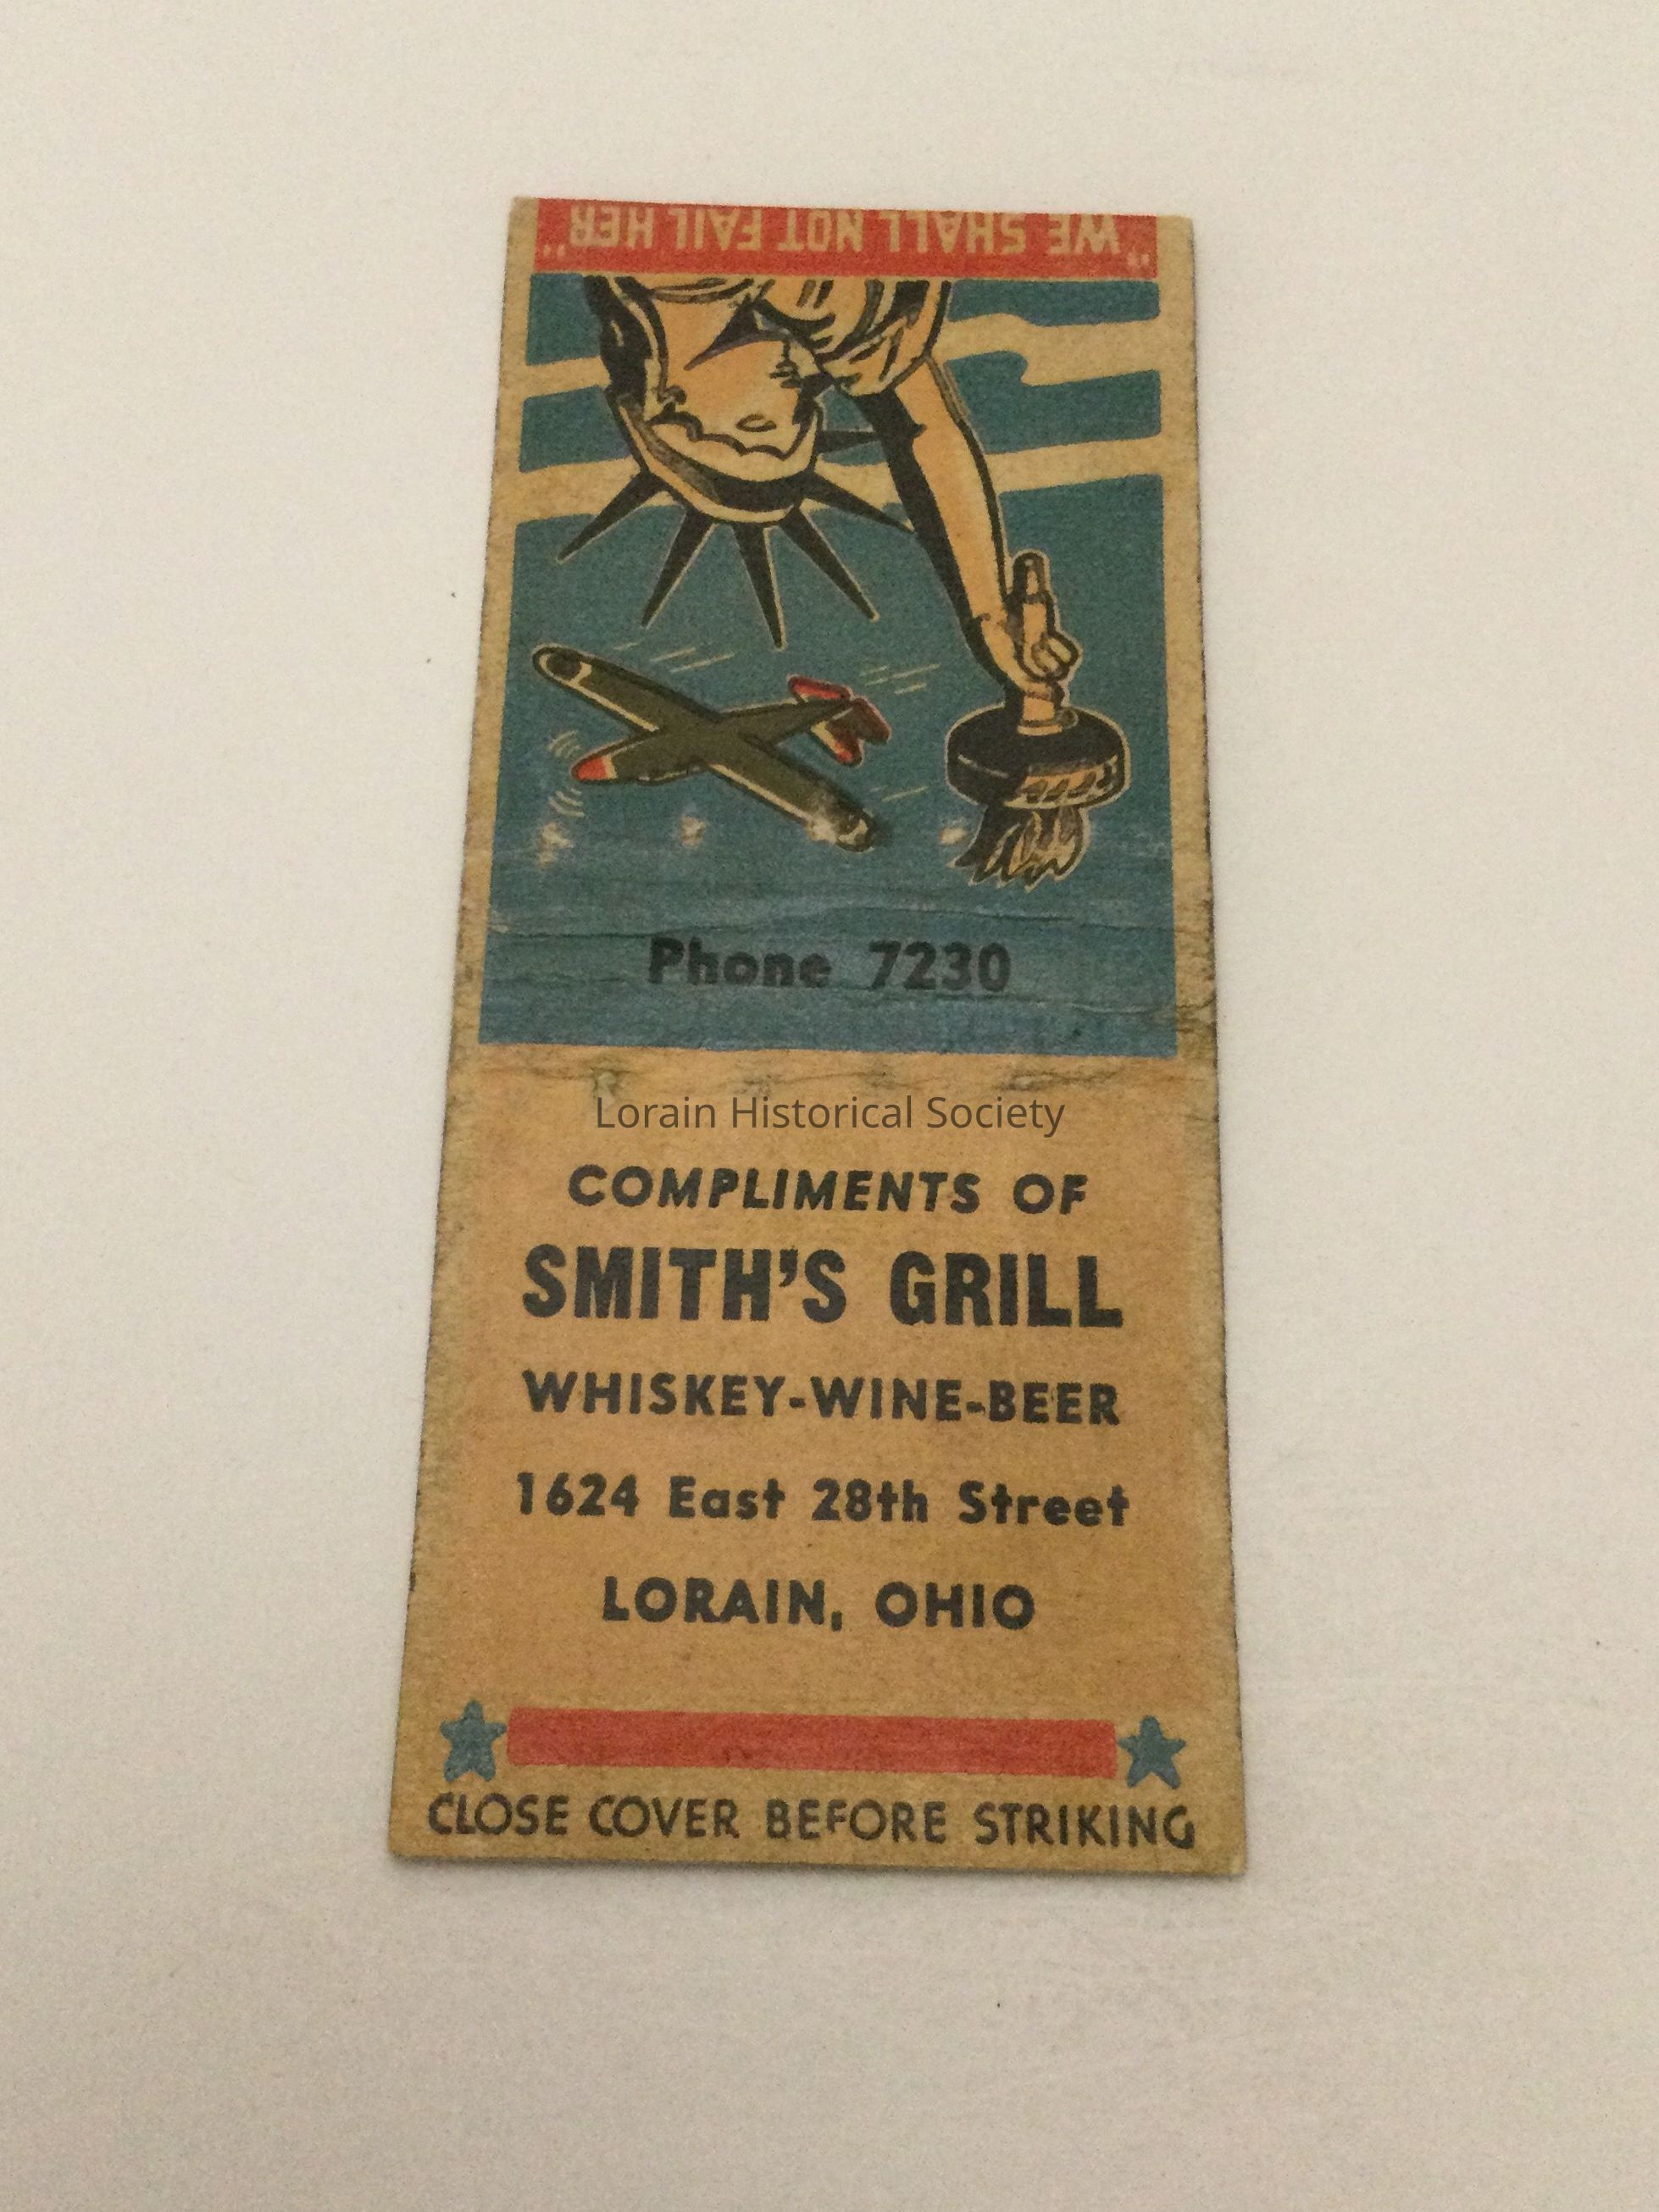 "WE SHALL NOT FAIL HER"
Phone 7230
Lorain Historical Society
COMPLIMENTS OF
SMITH'S GRILL
WHISKEY-WINE-BEER
1624 East 28th Street
LORAIN, OHIO
CLOSE COVER BEFORE STRIKING